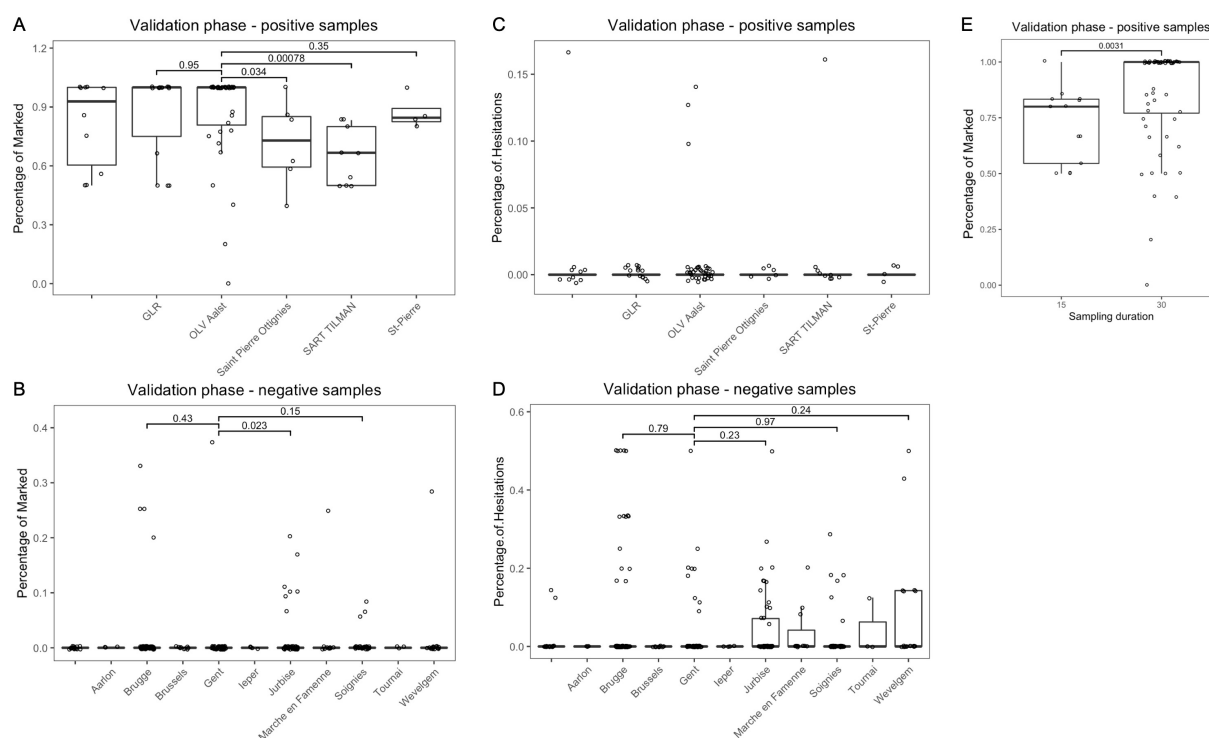 A
Validation phase - positive samples
Percentage of Marked
1.2
0.9
0.6
0.3
0.0
0.95
0.034
0.00078
0.35
GLR
OLV Aalst
Saint Pierre Ottignies
SART TILMAN
St-Pierre
B
Validation phase - negative samples
Percentage of Marked
0.4
0.3
0.2
0.1
0.0
0.43
0.023
0.15
Aarlon
Brugge
Brussels
Gent
Ieper
Jurbise
Marche en Famenne
Soignies
Tournai
Wevelgem
C
Validation phase - positive samples
Percentage.of.Hesitations
0.15
0.10
0.05
0.00
GLR
OLV Aalst
Saint Pierre Ottignies
SART TILMAN
St-Pierre
D
Validation phase - negative samples
Percentage.of.Hesitations
0.6
0.4
0.2
0.0
0.79
0.23
0.97
0.24
Aarlon
Brugge
Brussels
Gent
Ieper
Jurbise
Marche en Famenne
Soignies
Tournai
Wevelgem
E
Validation phase - positive samples
Percentage of Marked
1.00
0.75
0.50
0.25
0.00
0.0031
15
30
Sampling duration